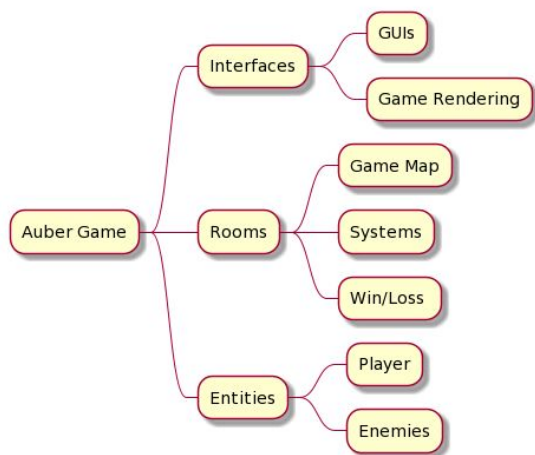 GUIs
Interfaces
Game Rendering
Game Map
Auber Game
Rooms
Systems
Win/Loss
Player
Entities
Enemies